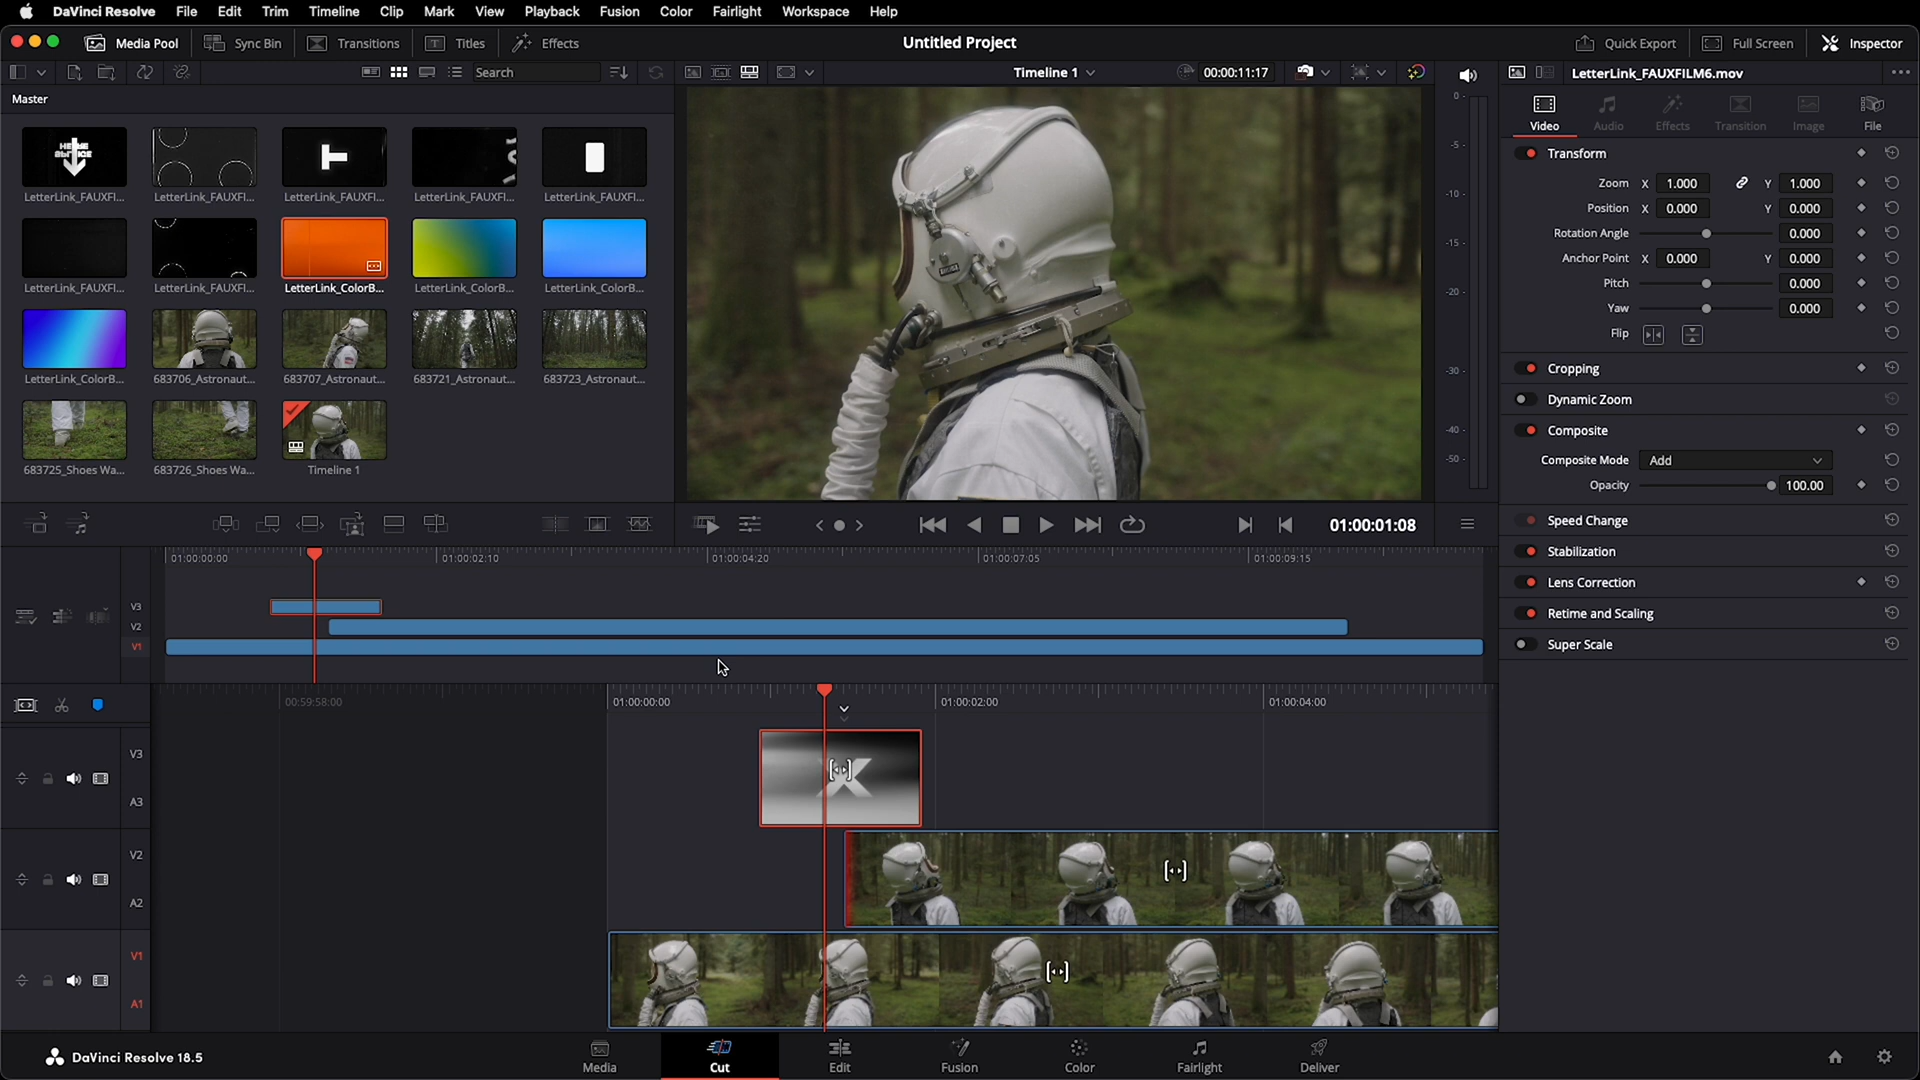 DaVinci Resolve File Edit Trim Timeline Clip Mark View Playback Fusion Color Fairlight Workspace Help
Media Pool Sync Bin Transitions Titles Effects Untitled Project Quick Export Full Screen Inspector
Search Timeline 1 00:00:11:17 LetterLink_FAUXFILM6.mov
Master
Video Audio Effects Transition Image File
LetterLink_FAUXFI... LetterLink_FAUXFI... LetterLink_FAUXFI... LetterLink_FAUXFI... LetterLink_FAUXFI...
LetterLink_FAUXFI... LetterLink_FAUXFI... LetterLink_ColorB... LetterLink_ColorB... LetterLink_ColorB...
LetterLink_ColorB... 683706_Astronaut... 683707_Astronaut... 683721_Astronaut... 683723_Astronaut...
683725_Shoes Wa... 683726_Shoes Wa... Timeline 1
0
-5
-10
-15
-20
-30
-40
-50
Transform
Zoom X 1.000 Y 1.000
Position X 0.000 Y 0.000
Rotation Angle 0.000
Anchor Point X 0.000 Y 0.000
Pitch 0.000
Yaw 0.000
Flip
Cropping
Dynamic Zoom
Composite
Composite Mode Add
Opacity 100.00
Speed Change
Stabilization
Lens Correction
Retime and Scaling
Super Scale
01:00:01:08
01:00:00:00 01:00:02:10 01:00:04:20 01:00:07:05 01:00:09:15
V3
V2
V1
00:59:58:00 01:00:00:00 01:00:02:00 01:00:04:00
V3
X
A3
V2
A2
V1
A1
DaVinci Resolve 18.5
Media Cut Edit Fusion Color Fairlight Deliver